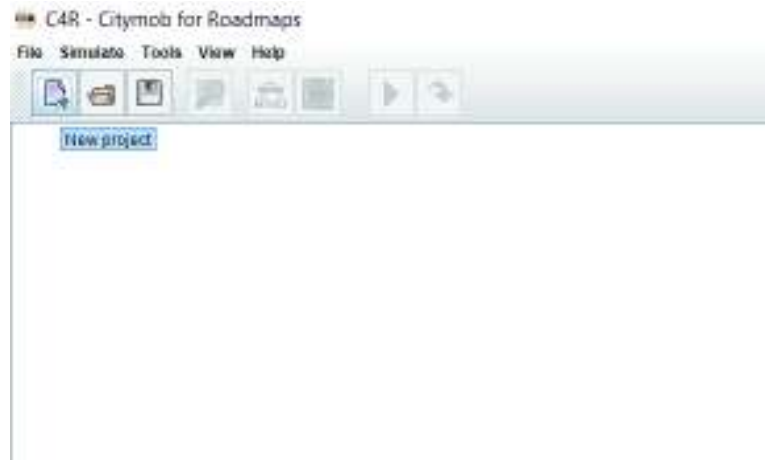 C4R - Citymob for Roadmaps
File Simulate Tools View Help
New project